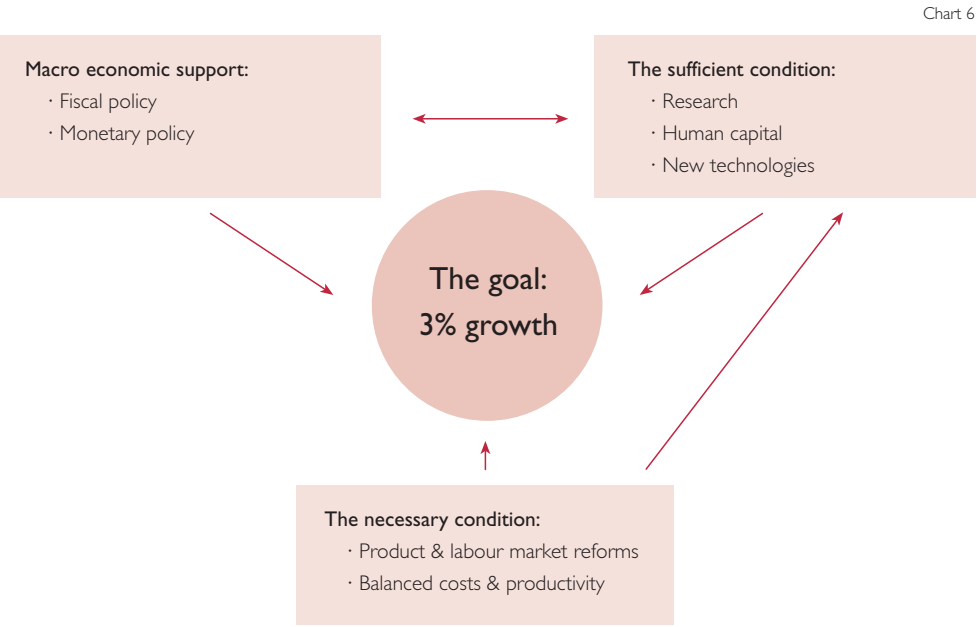 Chart 6
Macro economic support:
· Fiscal policy
· Monetary policy
The sufficient condition:
· Research
· Human capital
· New technologies
The goal:
3% growth
The necessary condition:
· Product & labour market reforms
· Balanced costs & productivity